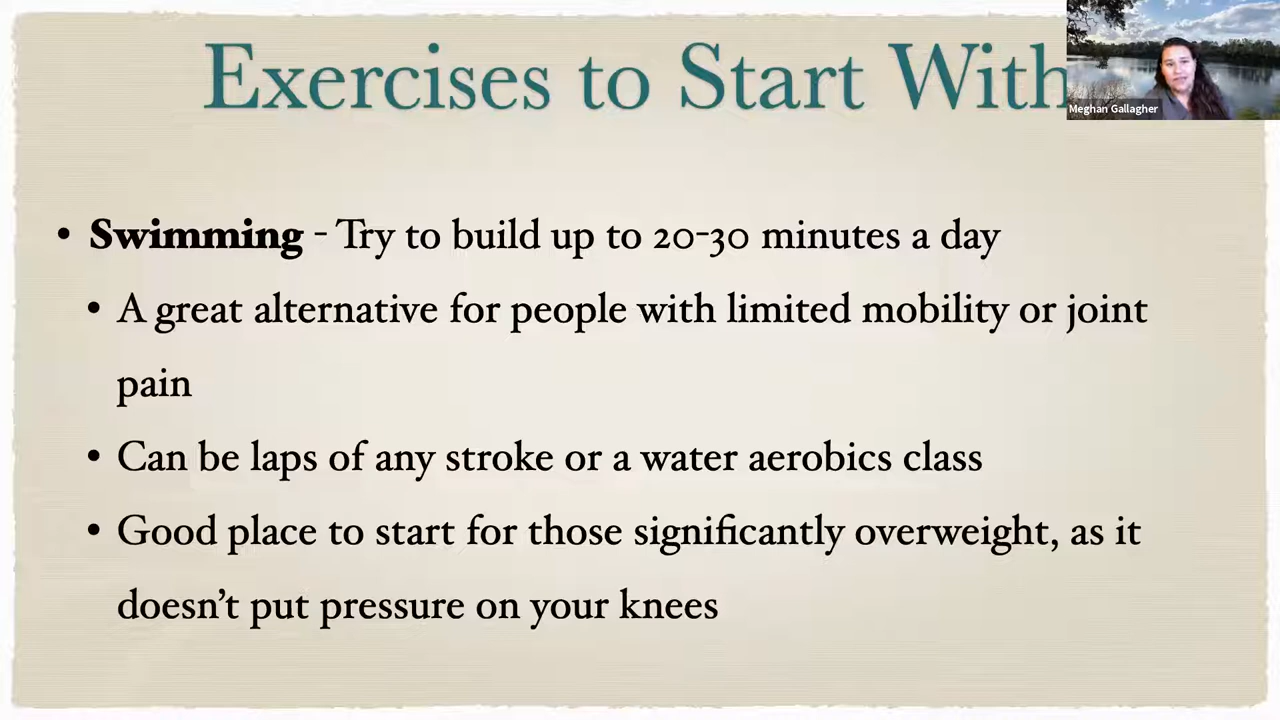 Exercises to Start With
Meghan Gallagher
• Swimming - Try to build up to 20-30 minutes a day
• A great alternative for people with limited mobility or joint
pain
• Can be laps of any stroke or a water aerobics class
• Good place to start for those significantly overweight, as it
doesn’t put pressure on your knees